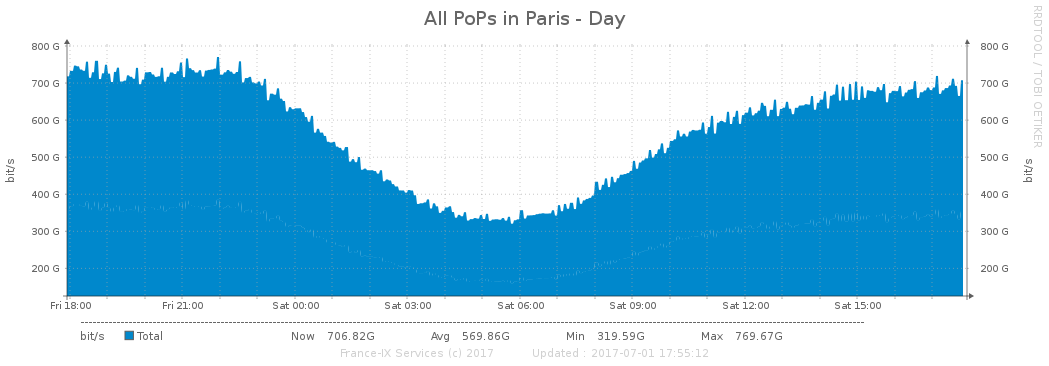 All PoPs in Paris - Day
RRDTOOL / TOBI OETIKER
800 G 800 G
700 G 700 G
600 G 600 G
500 G 500 G
400 G 400 G
300 G 300 G
200 G 200 G
bit/s bit/s
Fri 18:00 Fri 21:00 Sat 00:00 Sat 03:00 Sat 06:00 Sat 09:00 Sat 12:00 Sat 15:00
bit/s Total Now 706.82G Avg 569.86G Min 319.59G Max 769.67G
France-IX Services (c) 2017 Updated : 2017-07-01 17:55:12